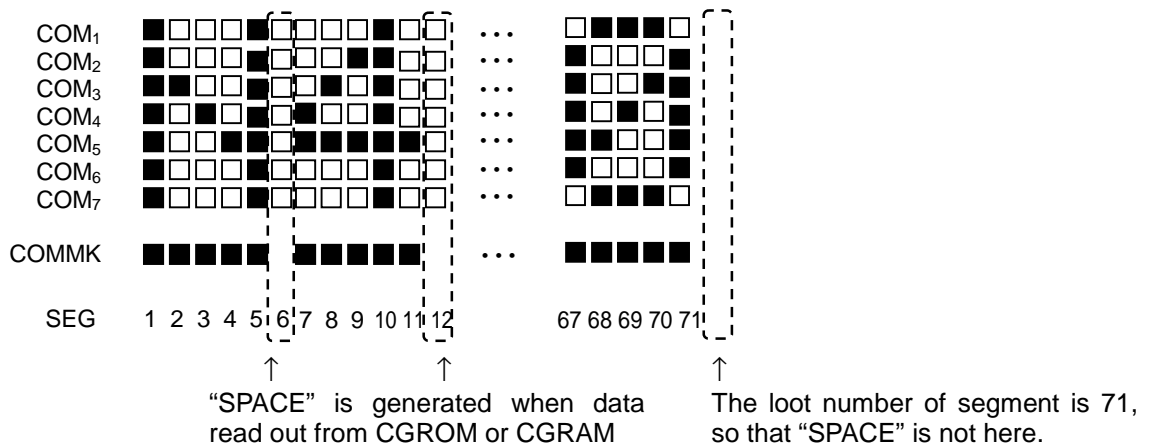 COM₁ ...
COM₂ ...
COM₃ ...
COM₄ ...
COM₅ ...
COM₆ ...
COM₇ ...
COMMK ...
SEG 1 2 3 4 5 6 7 8 9 10 11 12 67 68 69 70 71
↑ ↑ ↑
“SPACE” is generated when data
read out from CGROM or CGRAM
The loot number of segment is 71,
so that “SPACE” is not here.